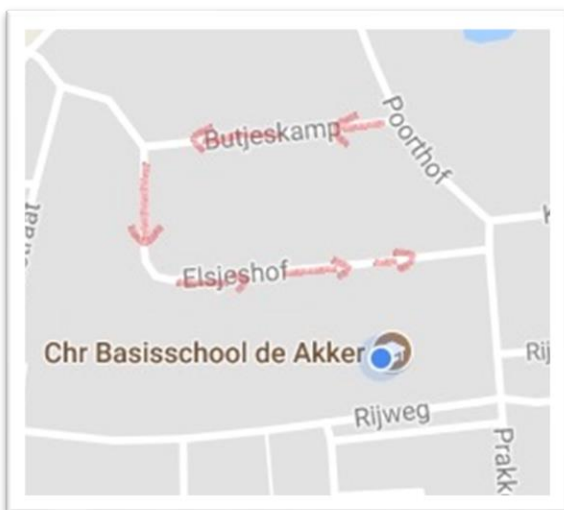 Butjeskamp
Poorthof
Elsjeshof
Chr Basisschool de Akker
Rijweg